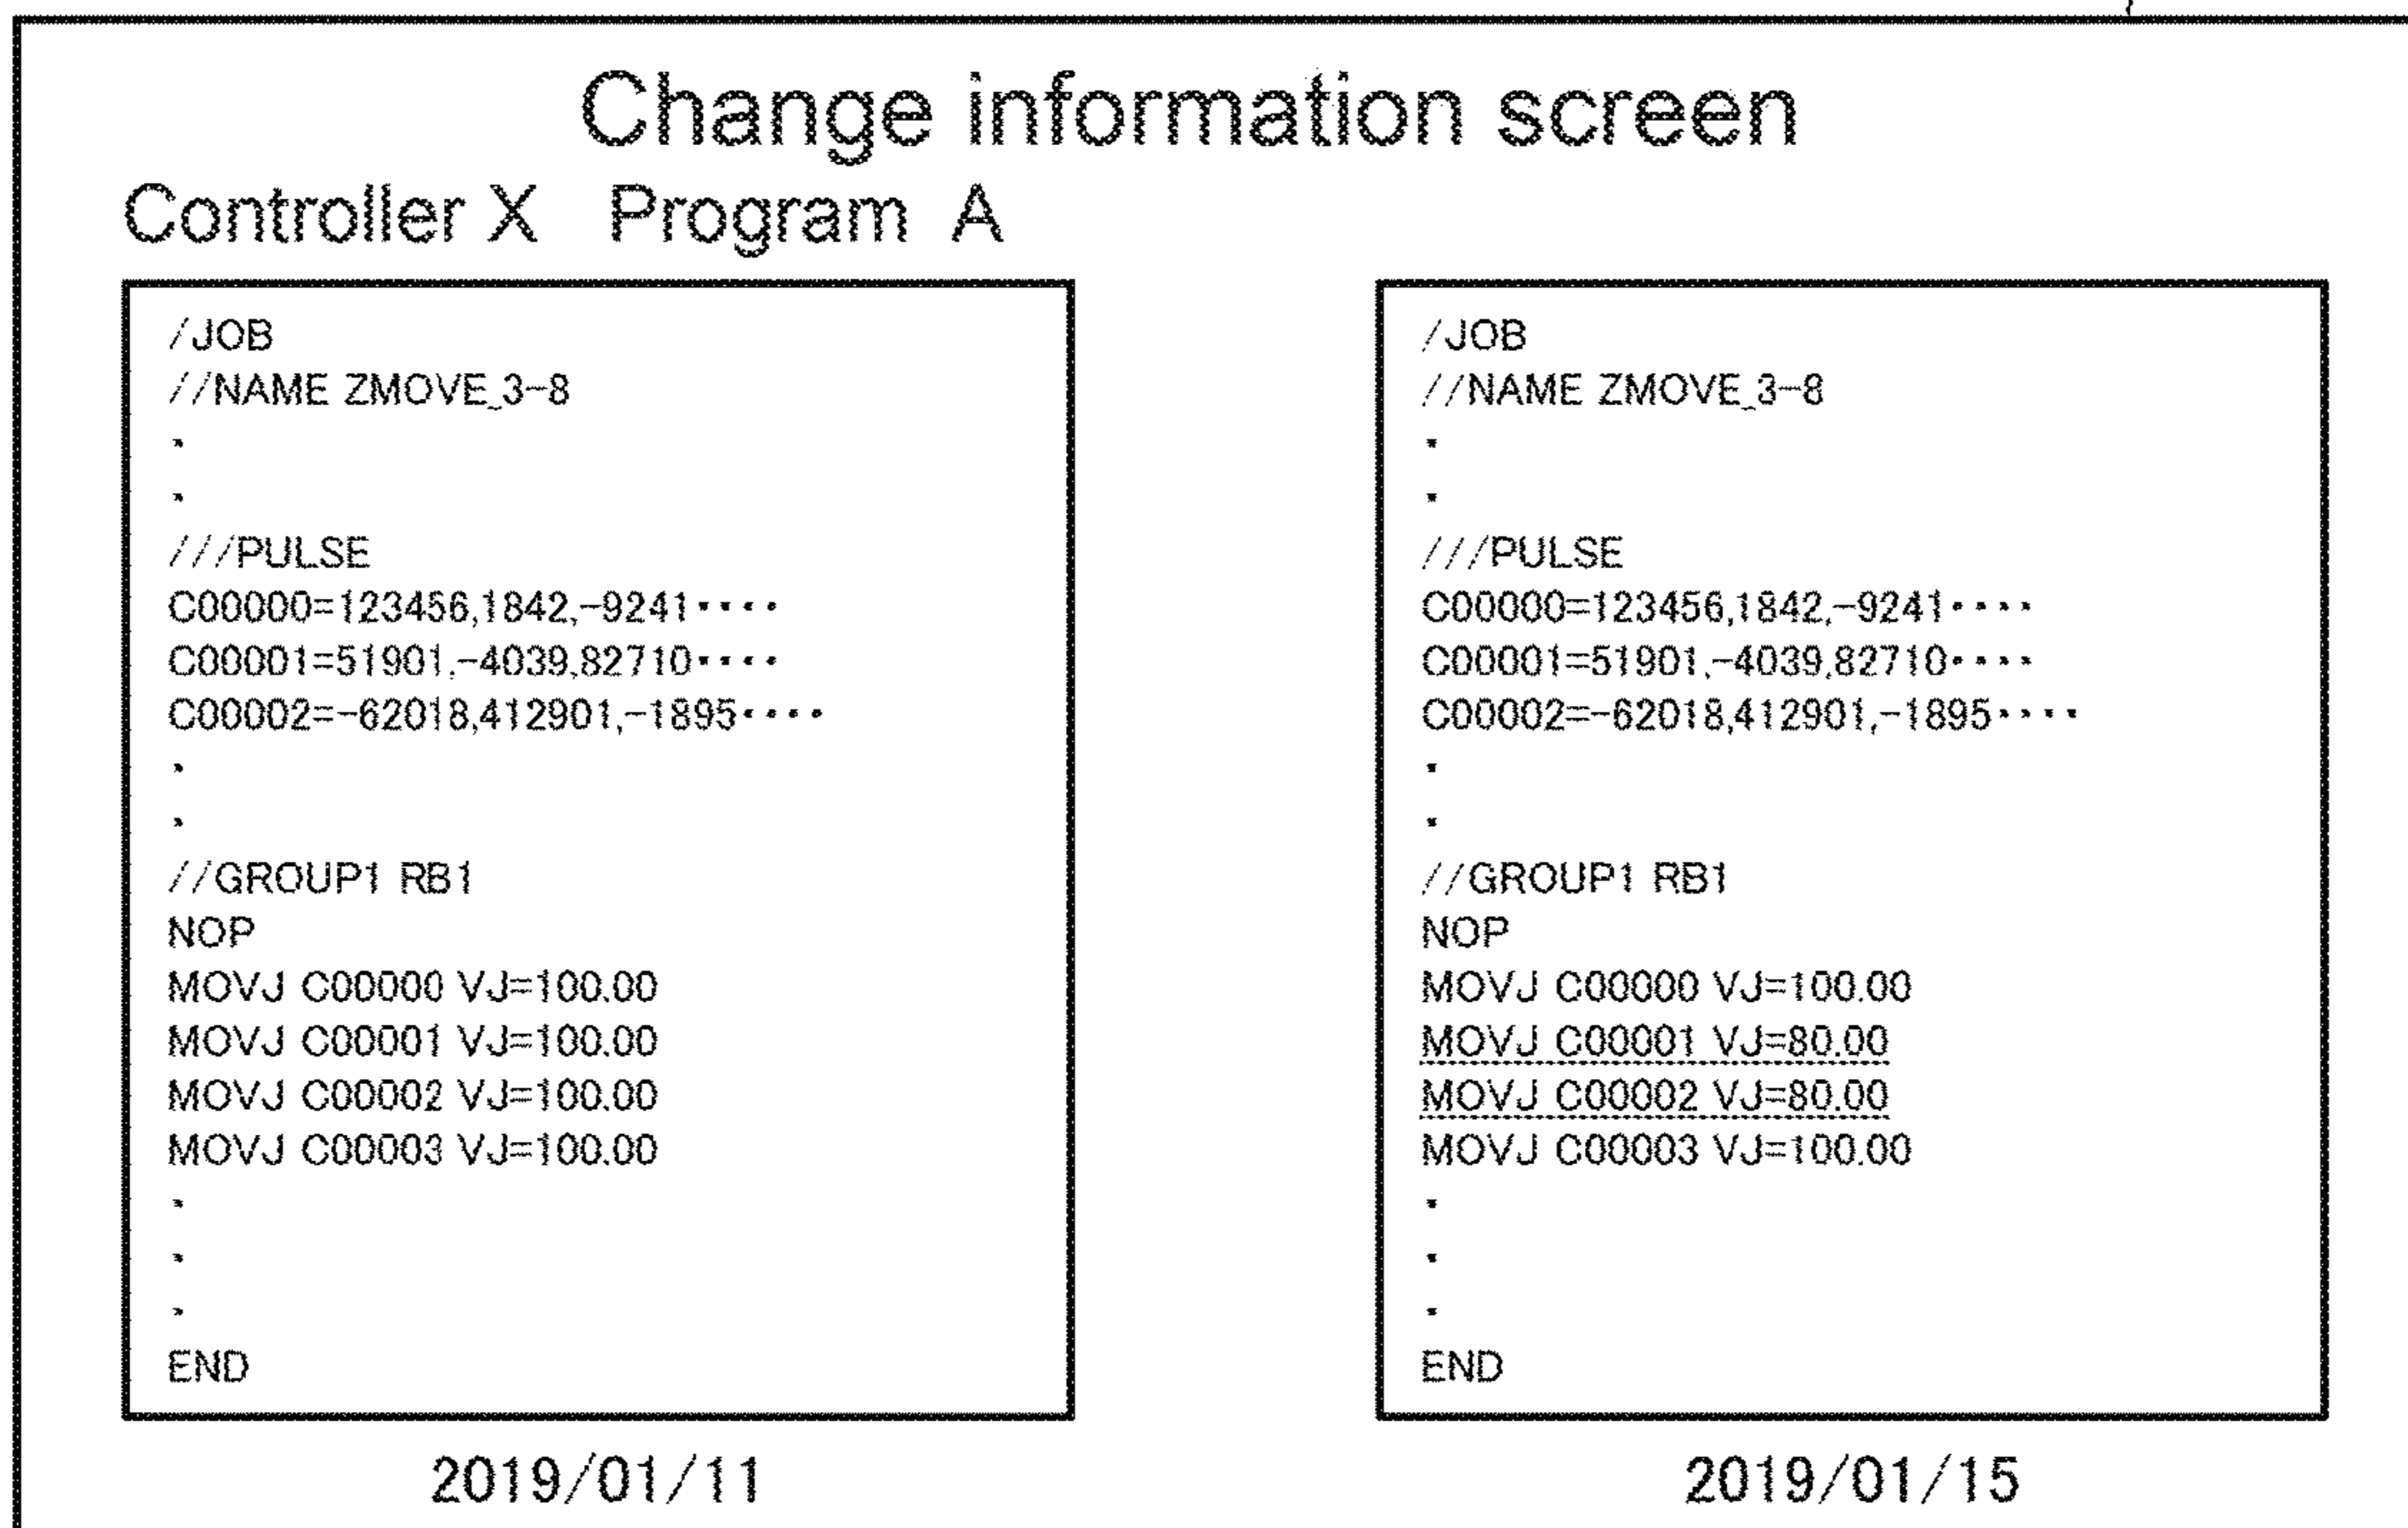 Change information screen
Controller X Program A
/JOB
//NAME ZMOVE_3-8
.
.
///PULSE
C00000=123456,1842,-9241････
C00001=51901,-4039,82710････
C00002=-62018,412901,-1895････
.
.
//GROUP1 RB1
NOP
MOVJ C00000 VJ=100.00
MOVJ C00001 VJ=100.00
MOVJ C00002 VJ=100.00
MOVJ C00003 VJ=100.00
.
.
.
END
2019/01/11
/JOB
//NAME ZMOVE_3-8
.
.
///PULSE
C00000=123456,1842,-9241････
C00001=51901,-4039,82710････
C00002=-62018,412901,-1895････
.
.
//GROUP1 RB1
NOP
MOVJ C00000 VJ=100.00
MOVJ C00001 VJ=80.00
MOVJ C00002 VJ=80.00
MOVJ C00003 VJ=100.00
.
.
.
END
2019/01/15